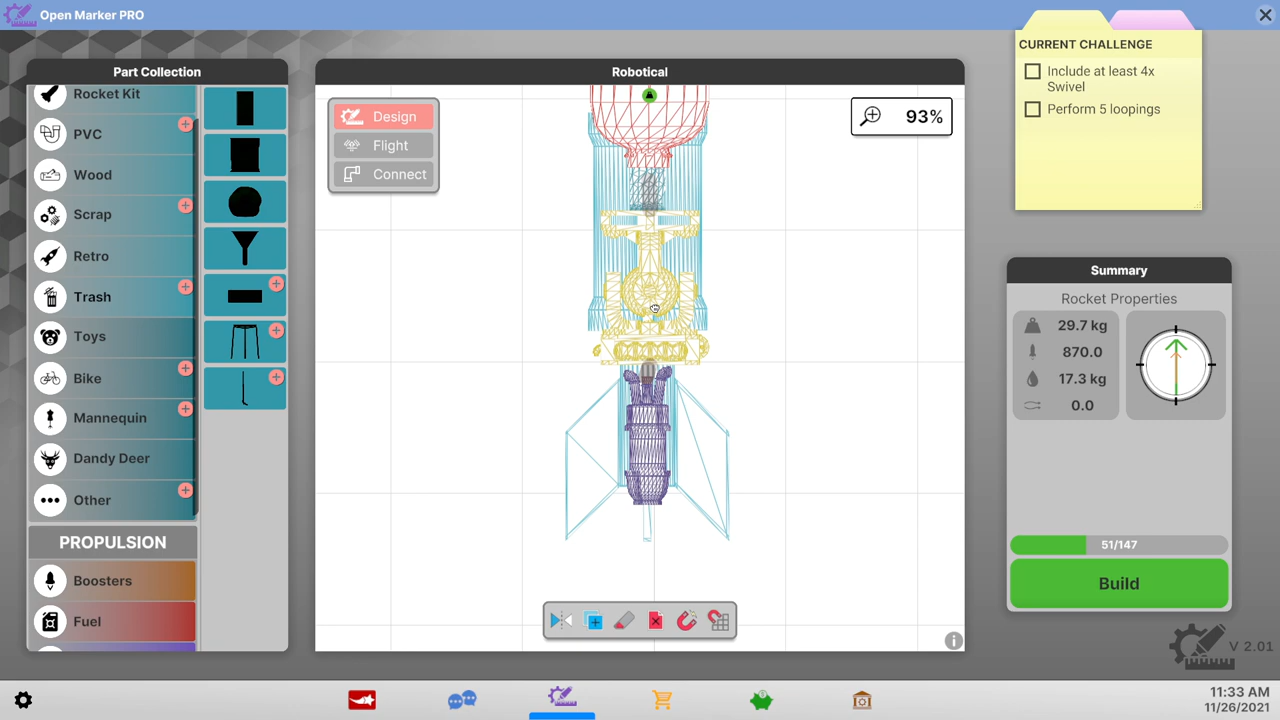 Open Marker PRO
Part Collection
Rocket Kit
PVC
Wood
Scrap
Retro
Trash
Toys
Bike
Mannequin
Dandy Deer
Other
PROPULSION
Boosters
Fuel
Robotical
Design
Flight
Connect
93%
CURRENT CHALLENGE
Include at least 4x
Swivel
Perform 5 loopings
Summary
Rocket Properties
29.7 kg
870.0
17.3 kg
0.0
51/147
Build
V 2.01
11:33 AM
11/26/2021